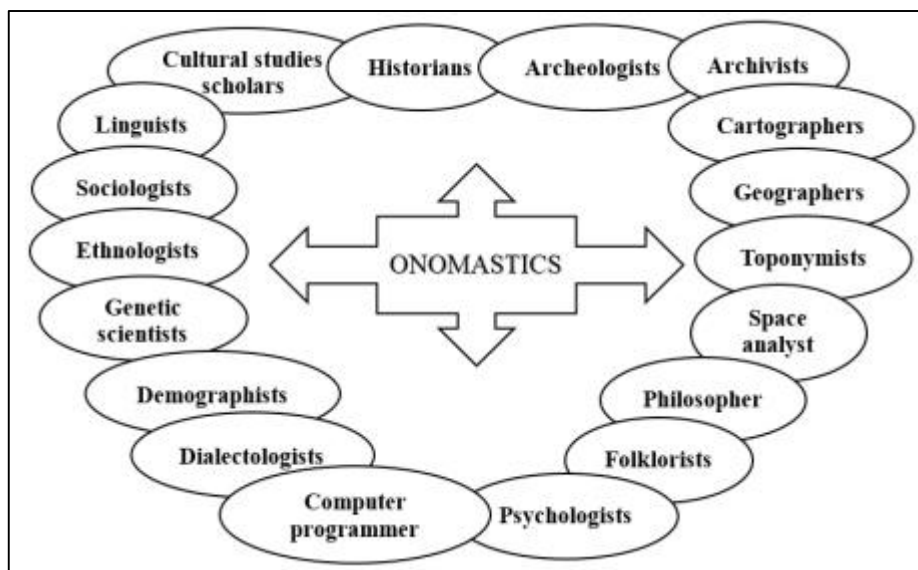 Cultural studies
scholars
Historians
Archeologists
Archivists
Linguists
Cartographers
Sociologists
Geographers
Ethnologists
ONOMASTICS
Toponymists
Genetic
scientists
Space
analyst
Demographists
Philosopher
Dialectologists
Folklorists
Computer
programmer
Psychologists